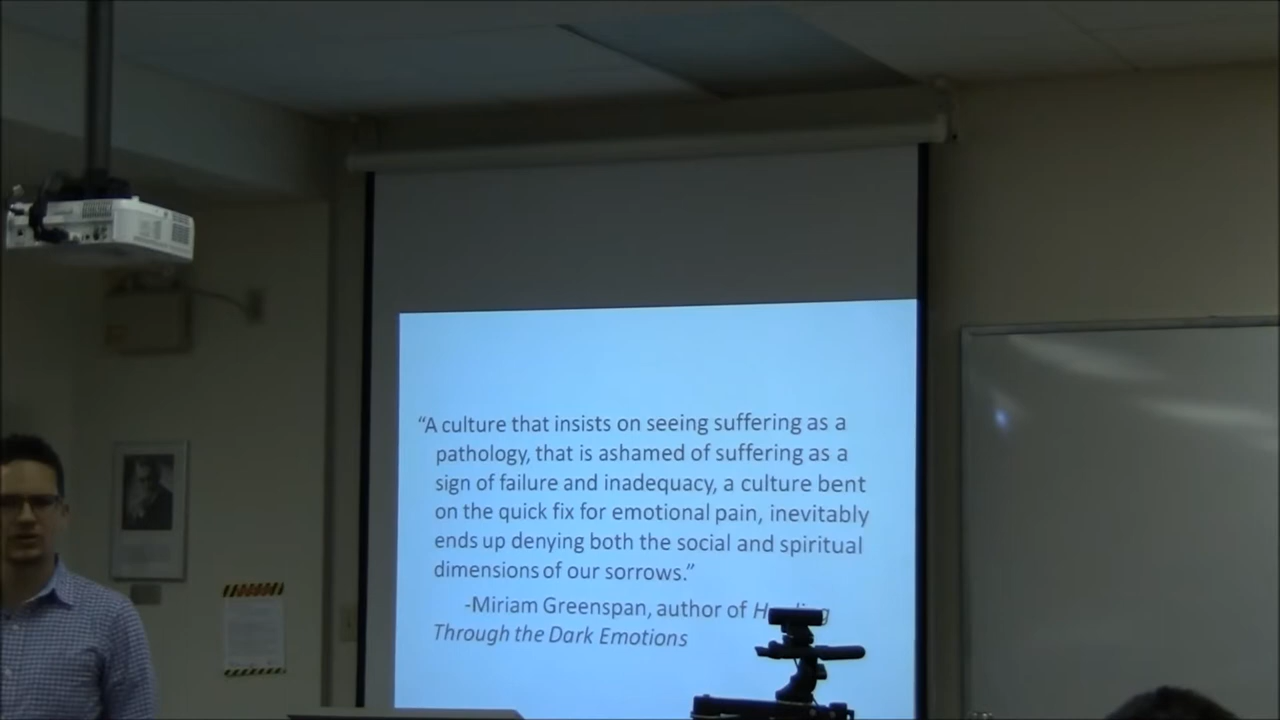 “A culture that insists on seeing suffering as a
pathology, that is ashamed of suffering as a
sign of failure and inadequacy, a culture bent
on the quick fix for emotional pain, inevitably
ends up denying both the social and spiritual
dimensions of our sorrows.”
-Miriam Greenspan, author of
Through the Dark Emotions